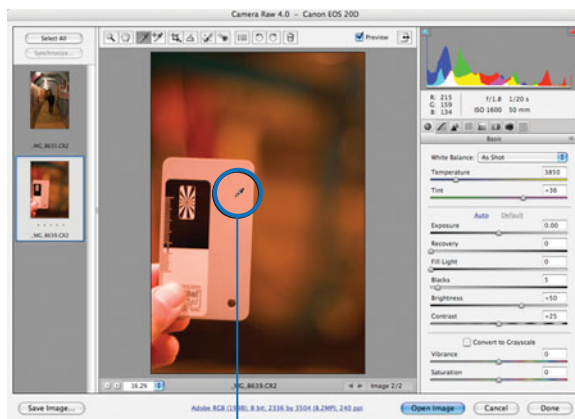 Camera Raw 4.0 - Canon EOS 20D
Select All
Synchronize...
Preview
_MG_8631.CR2
_MG_8639.CR2
R: 215
G: 159
B: 134
f/1.8 1/20 s
ISO 1600 50 mm
Basic
White Balance: As Shot
Temperature 3850
Tint +36
Auto Default
Exposure 0.00
Recovery 0
Fill Light 0
Blacks 5
Brightness +50
Contrast +25
Convert to Grayscale
Vibrance 0
Saturation 0
16.2% _MG_8639.CR2 Image 2/2
Save Image... Adobe RGB (1998); 8 bit; 2336 by 3504 (8.2MP); 240 ppi Open Image Cancel Done